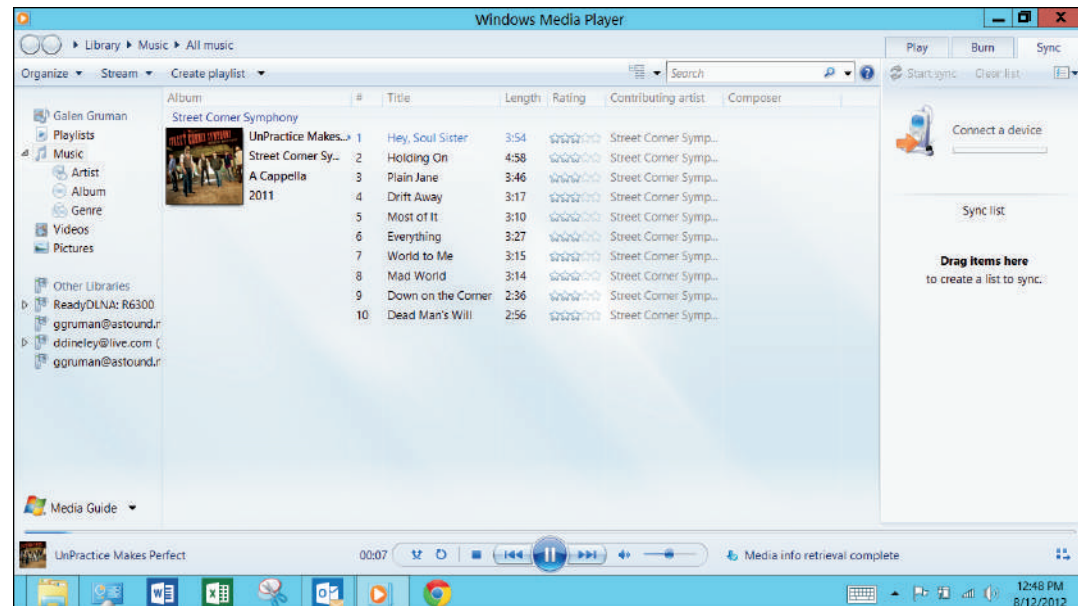 Windows Media Player
Library Music All music
Play Burn Sync
Organize Stream Create playlist Search Start sync Clear list
Album # Title Length Rating Contributing artist Composer
Galen Gruman
Playlists
Music
Artist
Album
Genre
Videos
Pictures
Other Libraries
ReadyDLNA: R6300
ggruman@astound.r
ddineley@live.com (
ggruman@astound.r
Media Guide
Street Corner Symphony
STREET CORNER SYMPHONY
UnPractice Makes...
Street Corner Sy...
A Cappella
2011
1 Hey, Soul Sister 3:54 Street Corner Symp...
2 Holding On 4:58 Street Corner Symp...
3 Plain Jane 3:46 Street Corner Symp...
4 Drift Away 3:17 Street Corner Symp...
5 Most of It 3:10 Street Corner Symp...
6 Everything 3:27 Street Corner Symp...
7 World to Me 3:15 Street Corner Symp...
8 Mad World 3:14 Street Corner Symp...
9 Down on the Corner 2:36 Street Corner Symp...
10 Dead Man's Will 2:56 Street Corner Symp...
Connect a device
Sync list
Drag items here
to create a list to sync.
UnPractice Makes Perfect 00:07 Media info retrieval complete
12:48 PM
8/12/2012